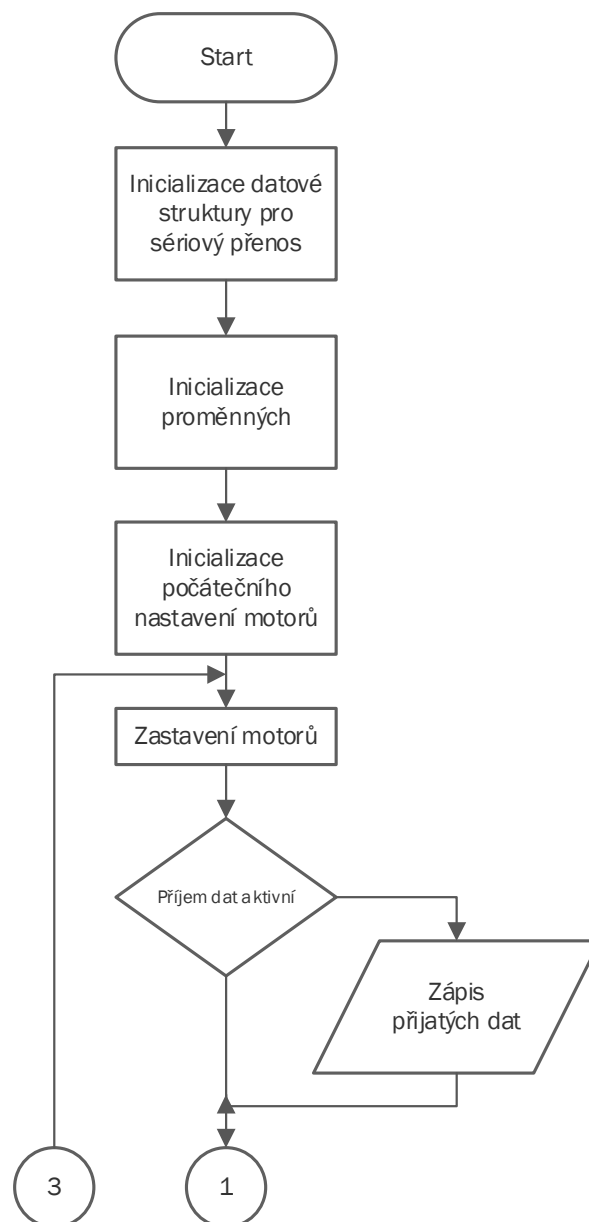 Start
Inicializace datové
struktury pro
sériový přenos
Inicializace
proměnných
Inicializace
počátečního
nastavení motorů
Zastavení motorů
Příjem dat aktivní
Zápis
přijatých dat
3
1